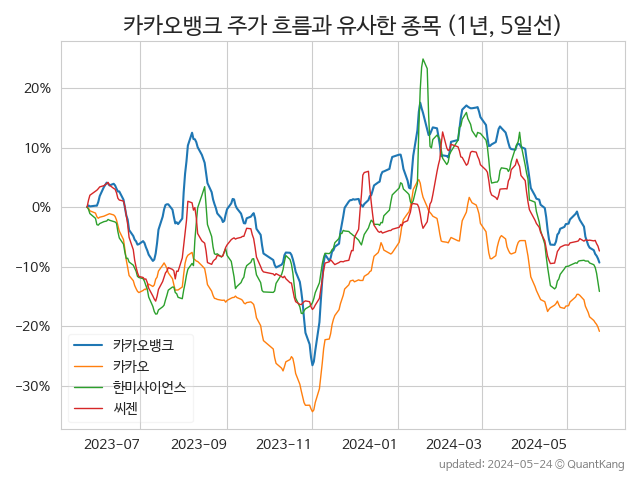 카카오뱅크 주가 흐름과 유사한 종목 (1년, 5일선)
20%
10%
0%
−10%
−20%
−30%
카카오뱅크
카카오
한미사이언스
씨젠
2023-07 2023-09 2023-11 2024-01 2024-03 2024-05
updated: 2024-05-24 © QuantKang